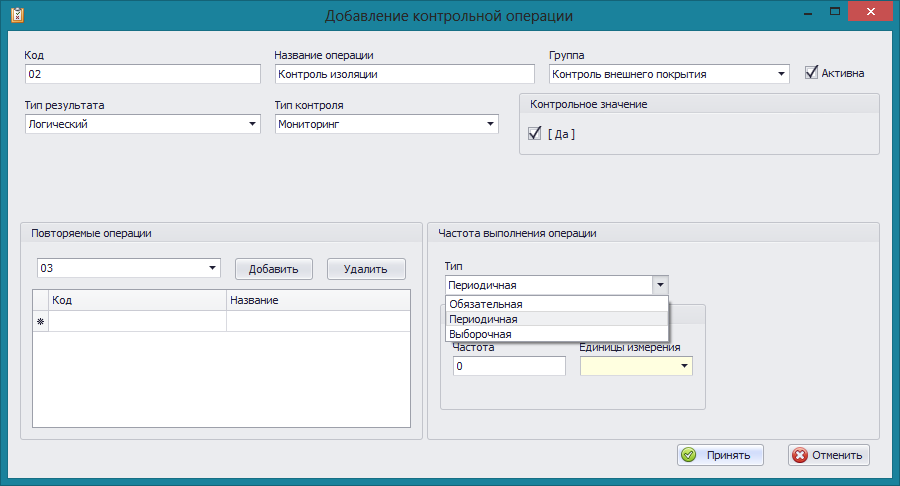 Добавление контрольной операции
Код
Название операции
Группа
02
Контроль изоляции
Контроль внешнего покрытия
Активна
Тип результата
Тип контроля
Контрольное значение
Логический
Мониторинг
[ Да ]
Повторяемые операции
Частота выполнения операции
03
Добавить
Удалить
Тип
Периодичная
Код
Название
Обязательная
Периодичная
Выборочная
Частота
Единицы измерения
0
Принять
Отменить